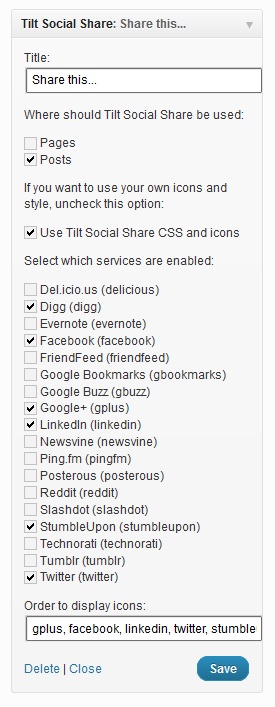 Tilt Social Share: Share this...
Title:
Share this...
Where should Tilt Social Share be used:
Pages
Posts
If you want to use your own icons and
style, uncheck this option:
Use Tilt Social Share CSS and icons
Select which services are enabled:
Del.icio.us (delicious)
Digg (digg)
Evernote (evernote)
Facebook (facebook)
FriendFeed (friendfeed)
Google Bookmarks (gbookmarks)
Google Buzz (gbuzz)
Google+ (gplus)
LinkedIn (linkedin)
Newsvine (newsvine)
Ping.fm (pingfm)
Posterous (posterous)
Reddit (reddit)
Slashdot (slashdot)
StumbleUpon (stumbleupon)
Technorati (technorati)
Tumblr (tumblr)
Twitter (twitter)
Order to display icons:
gplus, facebook, linkedin, twitter, stumble
Delete | Close Save